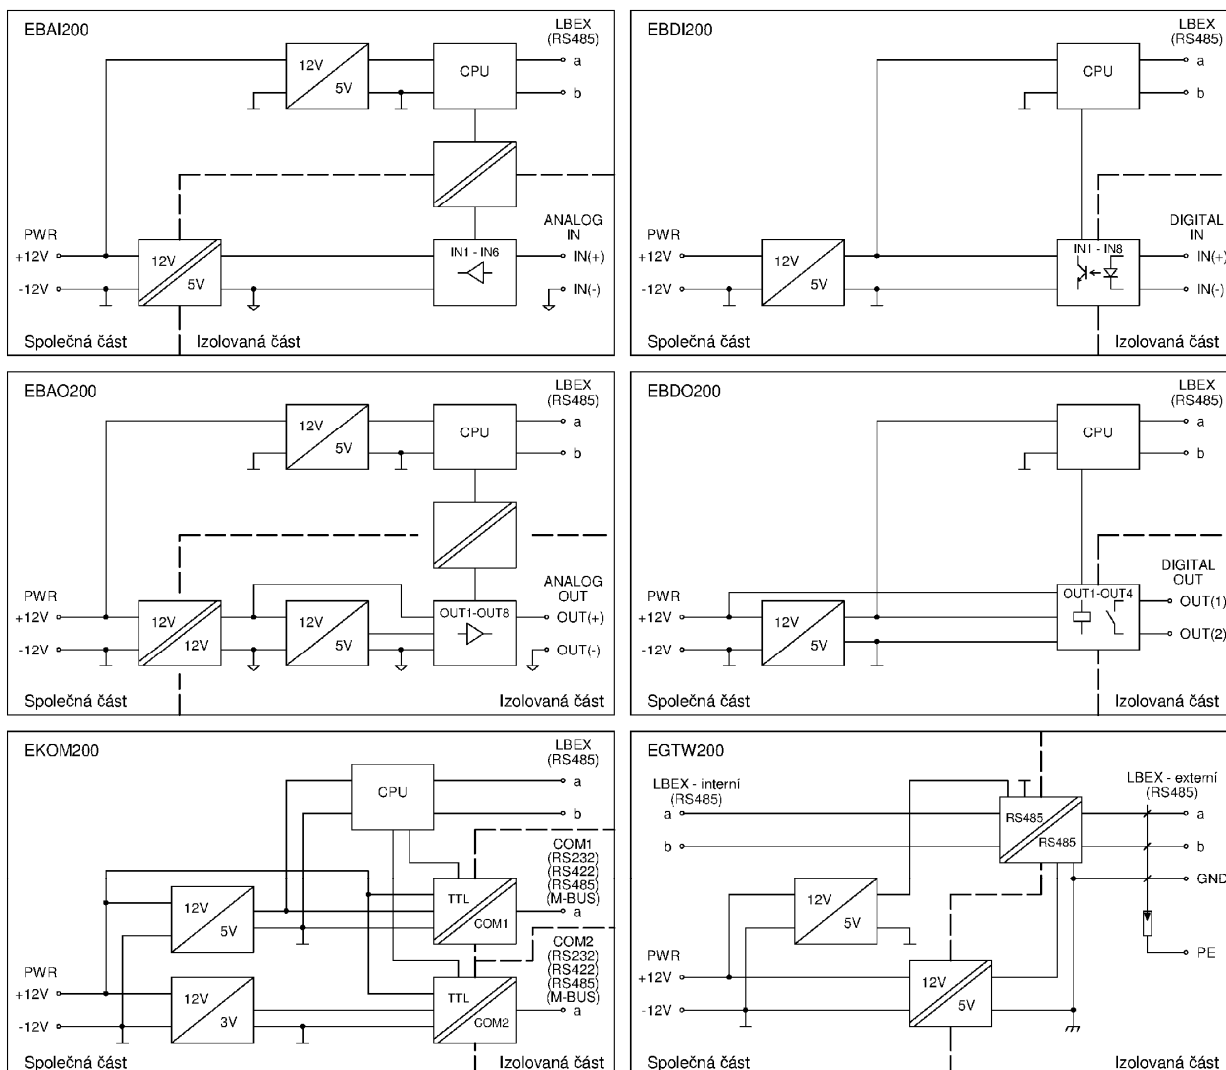 EBAI200
LBEX
(RS485)
12V
5V
CPU
a
b
PWR
+12V
-12V
12V
5V
IN1 - IN6
ANALOG
IN
IN(+)
IN(-)
Společná část
Izolovaná část
EBDI200
LBEX
(RS485)
CPU
a
b
PWR
+12V
-12V
12V
5V
IN1 - IN8
DIGITAL
IN
IN(+)
IN(-)
Společná část
Izolovaná část
EBAO200
LBEX
(RS485)
12V
5V
CPU
a
b
PWR
+12V
-12V
12V
12V
12V
5V
OUT1-OUT8
ANALOG
OUT
OUT(+)
OUT(-)
Společná část
Izolovaná část
EBDO200
LBEX
(RS485)
CPU
a
b
PWR
+12V
-12V
12V
5V
OUT1-OUT4
DIGITAL
OUT
OUT(1)
OUT(2)
Společná část
Izolovaná část
EKOM200
LBEX
(RS485)
CPU
a
b
COM1
(RS232)
(RS422)
(RS485)
(M-BUS)
a
TTL
COM1
12V
5V
COM2
(RS232)
(RS422)
(RS485)
(M-BUS)
a
TTL
COM2
PWR
+12V
-12V
12V
3V
Společná část
Izolovaná část
EGTW200
LBEX - interní
(RS485)
a
b
RS485
RS485
LBEX - externí
(RS485)
a
b
GND
PE
12V
5V
PWR
+12V
-12V
12V
5V
Společná část
Izolovaná část